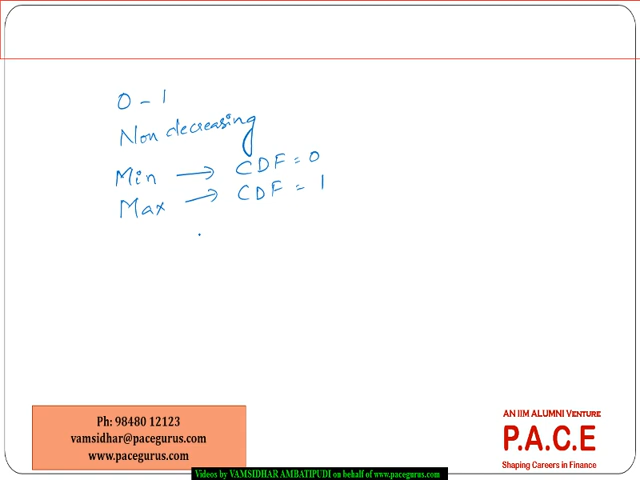 0 - 1
Non decreasing
Min → CDF = 0
Max → CDF = 1
Ph: 98480 12123
vamsidhar@pacegurus.com
www.pacegurus.com
AN IIM ALUMNI VENTURE
P.A.C.E
Shaping Careers in Finance
Videos by VAMSIDHAR AMBATIPUDI on behalf of www.pacegurus.com